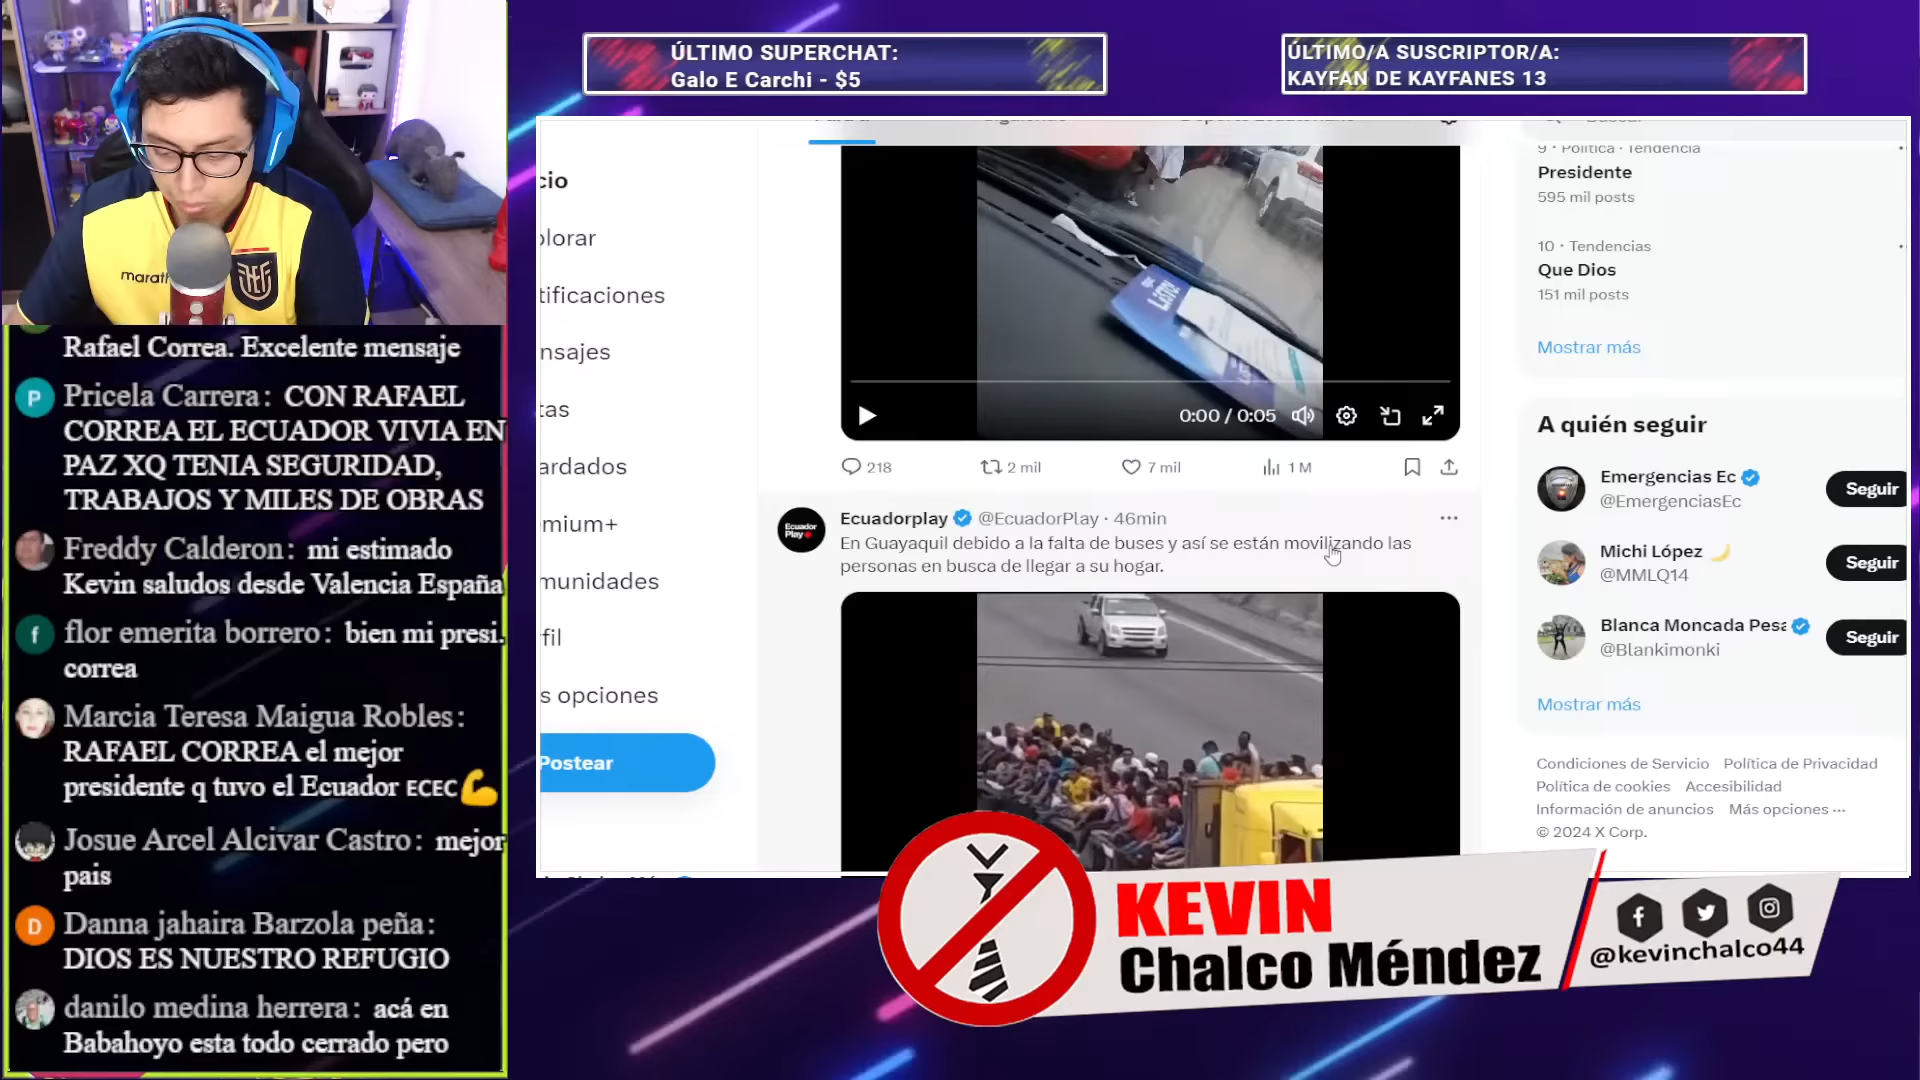 ÚLTIMO SUPERCHAT:
Galo E Carchi - $5
ÚLTIMO/A SUSCRIPTOR/A:
KAYFAN DE KAYFANES 13
marath
Rafael Correa. Excelente mensaje
P
Pricela Carrera: CON RAFAEL
CORREA EL ECUADOR VIVIA EN
PAZ XQ TENIA SEGURIDAD,
TRABAJOS Y MILES DE OBRAS
Freddy Calderon: mi estimado
Kevin saludos desde Valencia España
f
flor emerita borrero: bien mi presi.
correa
Marcia Teresa Maigua Robles:
RAFAEL CORREA el mejor
presidente q tuvo el Ecuador ECEC💪
Josue Arcel Alcivar Castro: mejor
pais
D
Danna jahaira Barzola peña:
DIOS ES NUESTRO REFUGIO
danilo medina herrera: acá en
Babahoyo esta todo cerrado pero
cio
plorar
tificaciones
nsajes
tas
ardados
mium+
munidades
fil
s opciones
Postear
0:00 / 0:05
218
2 mil
7 mil
1 M
Ecuador
Play
Ecuadorplay @EcuadorPlay · 46min
En Guayaquil debido a la falta de buses y así se están movilizando las
personas en busca de llegar a su hogar.
9 · Política · Tendencia
Presidente
595 mil posts
10 · Tendencias
Que Dios
151 mil posts
Mostrar más
A quién seguir
Emergencias Ec
@EmergenciasEc
Seguir
Michi López 🌙
@MMLQ14
Seguir
Blanca Moncada Pesa
@Blankimonki
Seguir
Mostrar más
Condiciones de Servicio Política de Privacidad
Política de cookies Accesibilidad
Información de anuncios Más opciones ···
© 2024 X Corp.
KEVIN
Chalco Méndez
@kevinchalco44